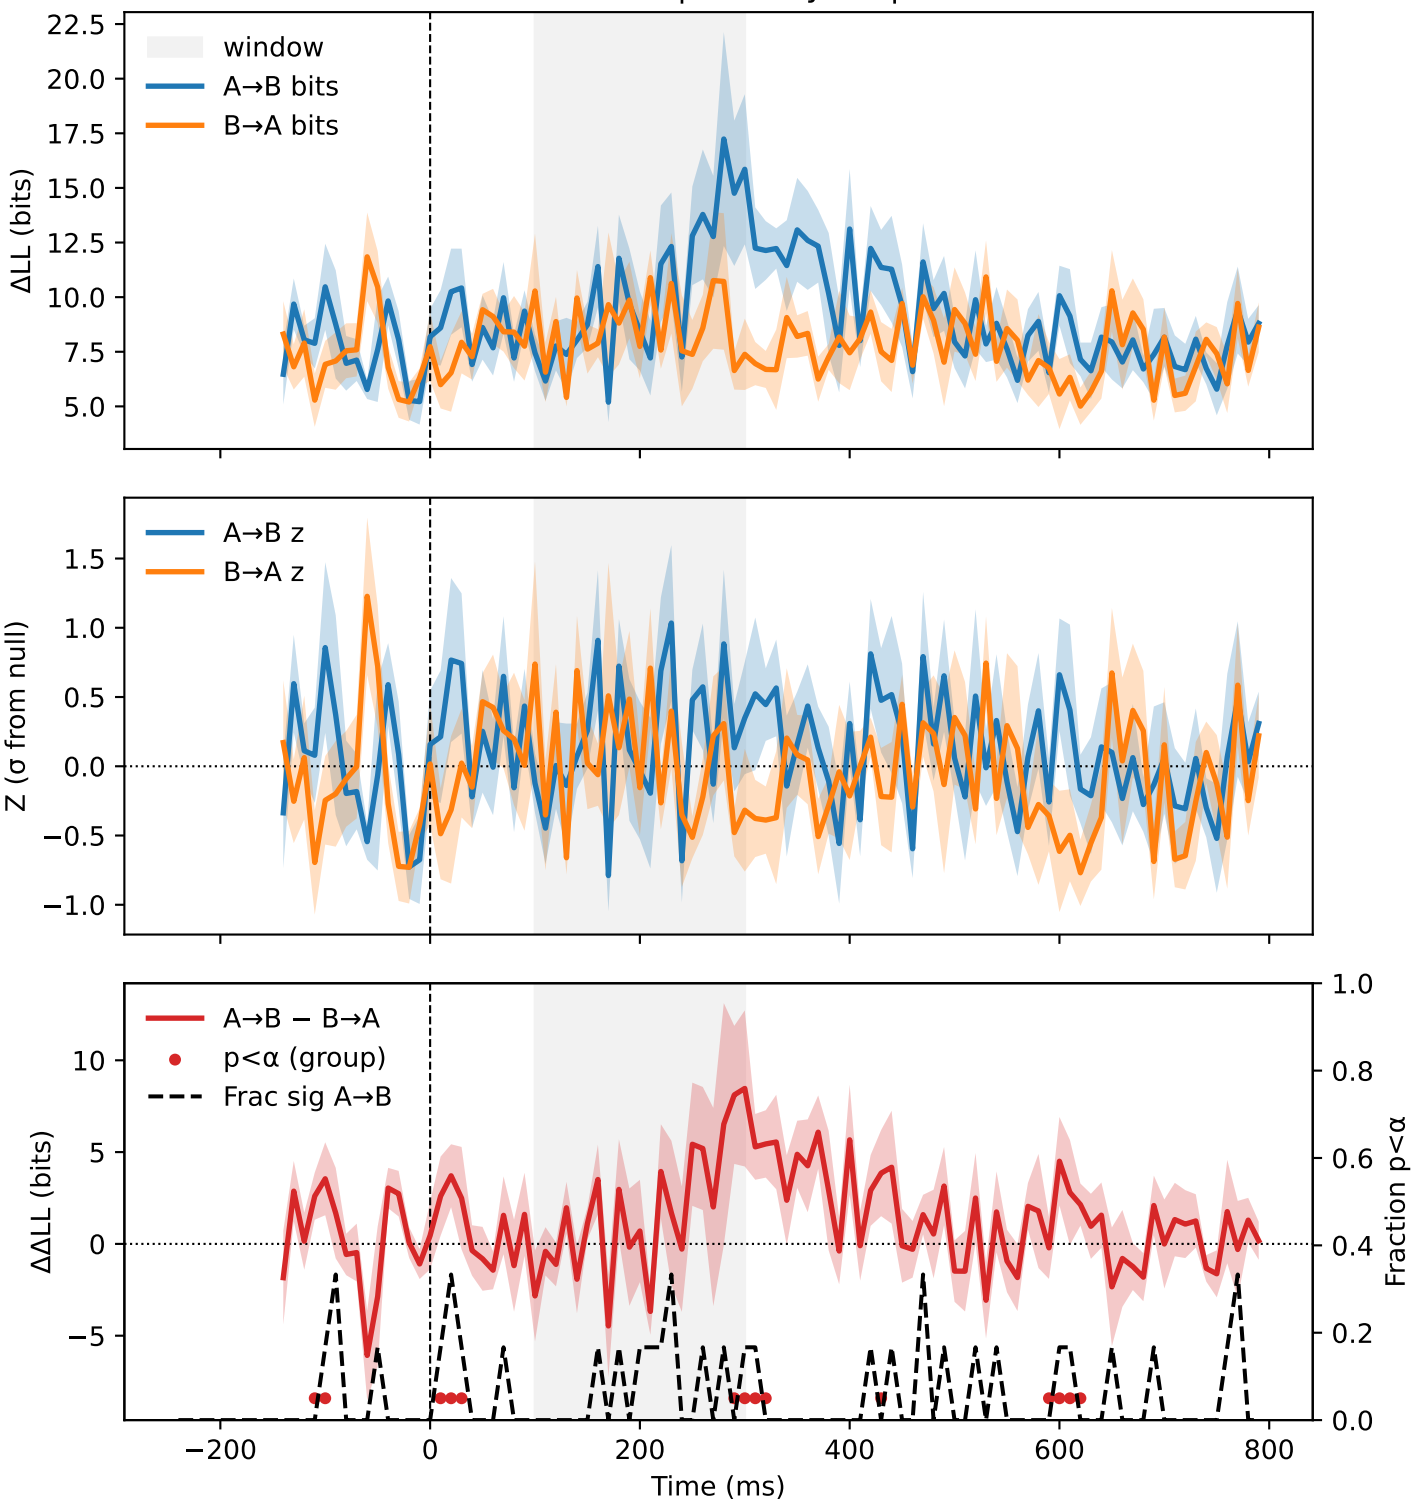 22.5
20.0
17.5
15.0
12.5
10.0
7.5
5.0
ΔLL (bits)
window
A→B bits
B→A bits
1.5
1.0
0.5
0.0
−0.5
−1.0
Z (σ from null)
A→B z
B→A z
10
5
0
−5
ΔΔLL (bits)
A→B − B→A
p<α (group)
Frac sig A→B
1.0
0.8
0.6
0.4
0.2
0.0
Fraction p<α
−200
0
200
400
600
800
Time (ms)